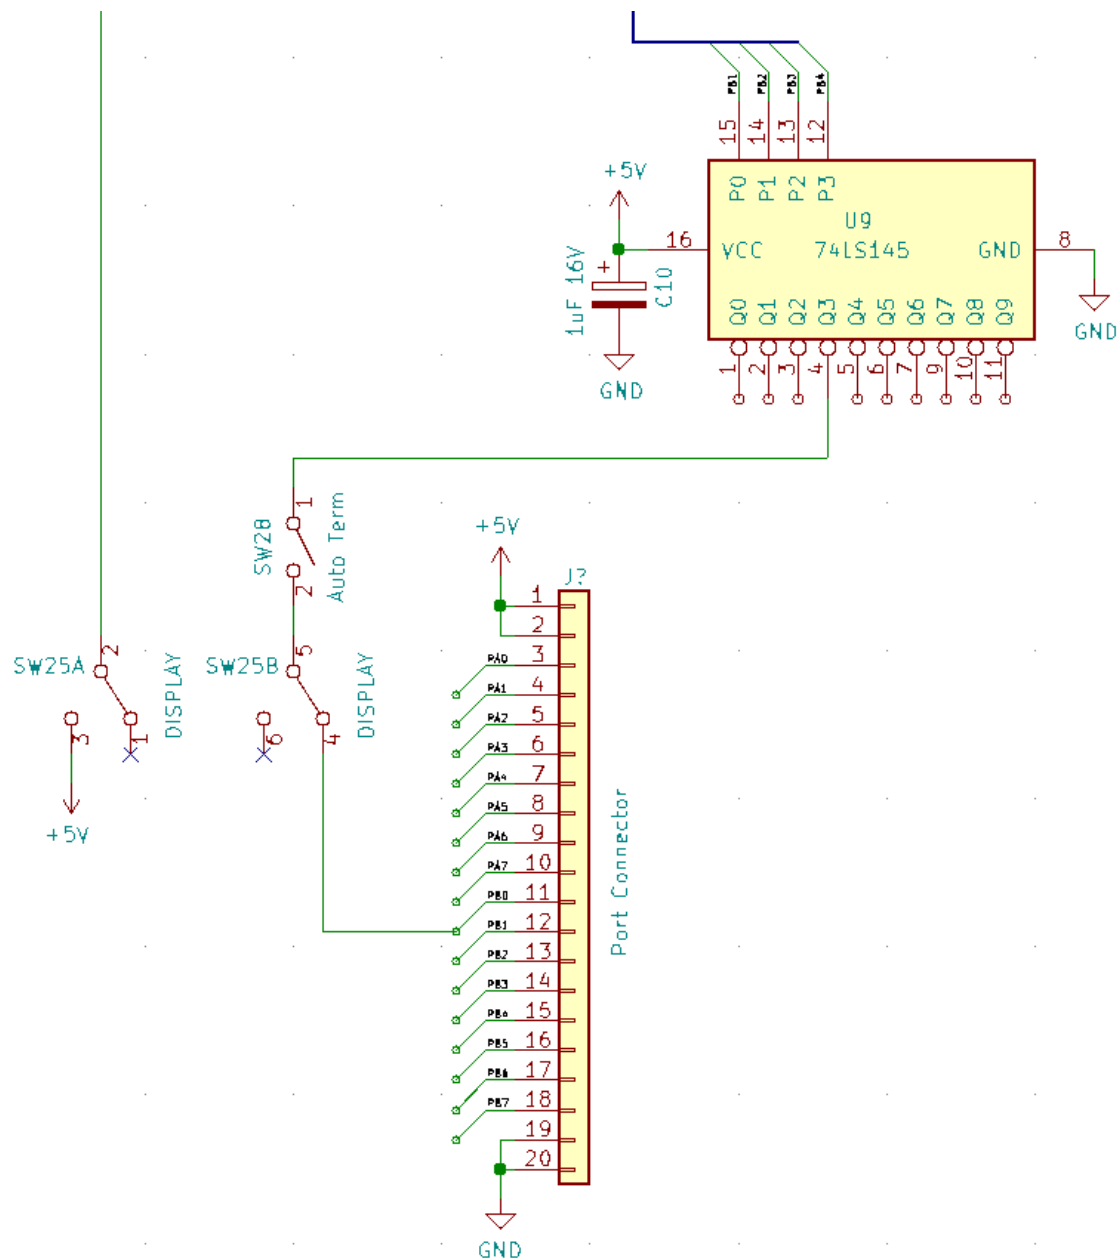 PB1
PB2
PB3
PB4
15
14
13
12
+5V
P0
P1
P2
P3
U9
16
VCC
74LS145
GND
8
1uF 16V
+
C10
Q0
Q1
Q2
Q3
Q4
Q5
Q6
Q7
Q8
Q9
GND
GND
1
2
3
4
5
6
7
9
10
11
1
SW28
Auto Term
2
+5V
J?
1
2
SW25A
2
DISPLAY
3
1
+5V
SW25B
5
DISPLAY
6
4
PA0 3
PA1 4
PA2 5
PA3 6
PA4 7
PA5 8
PA6 9
PA7 10
PB0 11
PB1 12
PB2 13
PB3 14
PB4 15
PB5 16
PB6 17
PB7 18
19
20
Port Connector
GND